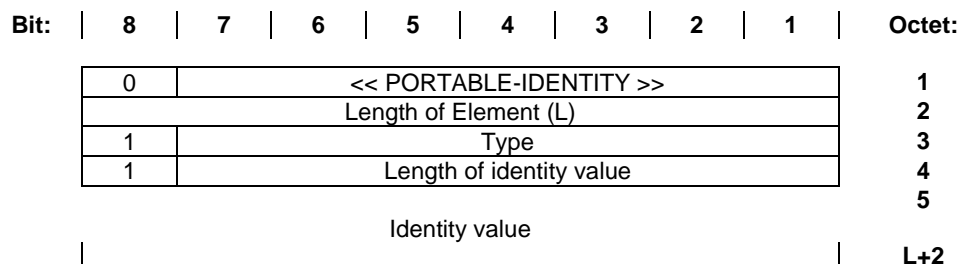 Bit: 8 7 6 5 4 3 2 1 Octet:
0 << PORTABLE-IDENTITY >> 1
Length of Element (L) 2
1 Type 3
1 Length of identity value 4
5
Identity value
L+2